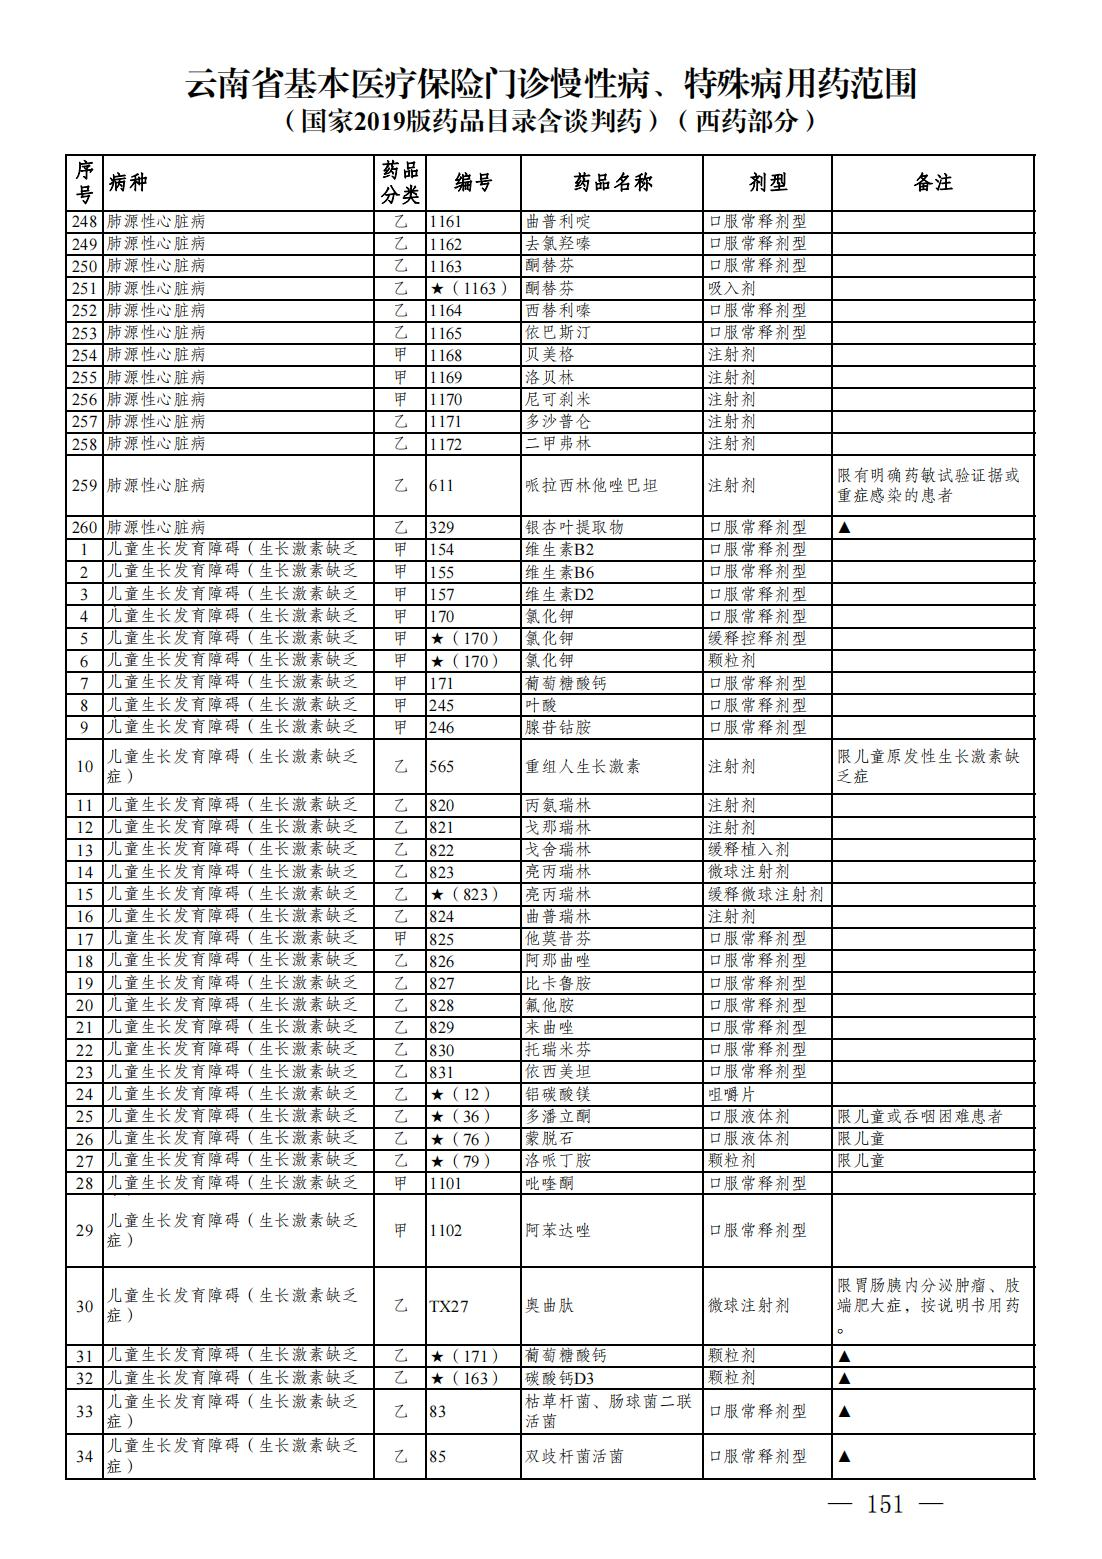 云南省基本医疗保险门诊慢性病、特殊病用药范围
（国家2019版药品目录含谈判药）（西药部分）
序号 病种 药品分类 编号 药品名称 剂型 备注
248 肺源性心脏病 乙 1161 曲普利啶 口服常释剂型
249 肺源性心脏病 乙 1162 去氯羟嗪 口服常释剂型
250 肺源性心脏病 乙 1163 酮替芬 口服常释剂型
251 肺源性心脏病 乙 ★（1163） 酮替芬 吸入剂
252 肺源性心脏病 乙 1164 西替利嗪 口服常释剂型
253 肺源性心脏病 乙 1165 依巴斯汀 口服常释剂型
254 肺源性心脏病 甲 1168 贝美格 注射剂
255 肺源性心脏病 甲 1169 洛贝林 注射剂
256 肺源性心脏病 甲 1170 尼可刹米 注射剂
257 肺源性心脏病 乙 1171 多沙普仑 注射剂
258 肺源性心脏病 乙 1172 二甲弗林 注射剂
259 肺源性心脏病 乙 611 哌拉西林他唑巴坦 注射剂 限有明确药敏试验证据或
重症感染的患者
260 肺源性心脏病 乙 329 银杏叶提取物 口服常释剂型 ▲
1 儿童生长发育障碍（生长激素缺乏 甲 154 维生素B2 口服常释剂型
2 儿童生长发育障碍（生长激素缺乏 甲 155 维生素B6 口服常释剂型
3 儿童生长发育障碍（生长激素缺乏 甲 157 维生素D2 口服常释剂型
4 儿童生长发育障碍（生长激素缺乏 甲 170 氯化钾 口服常释剂型
5 儿童生长发育障碍（生长激素缺乏 甲 ★（170） 氯化钾 缓释控释剂型
6 儿童生长发育障碍（生长激素缺乏 甲 ★（170） 氯化钾 颗粒剂
7 儿童生长发育障碍（生长激素缺乏 甲 171 葡萄糖酸钙 口服常释剂型
8 儿童生长发育障碍（生长激素缺乏 甲 245 叶酸 口服常释剂型
9 儿童生长发育障碍（生长激素缺乏 甲 246 腺苷钴胺 口服常释剂型
10 儿童生长发育障碍（生长激素缺乏
症） 乙 565 重组人生长激素 注射剂 限儿童原发性生长激素缺
乏症
11 儿童生长发育障碍（生长激素缺乏 乙 820 丙氨瑞林 注射剂
12 儿童生长发育障碍（生长激素缺乏 乙 821 戈那瑞林 注射剂
13 儿童生长发育障碍（生长激素缺乏 乙 822 戈舍瑞林 缓释植入剂
14 儿童生长发育障碍（生长激素缺乏 乙 823 亮丙瑞林 微球注射剂
15 儿童生长发育障碍（生长激素缺乏 乙 ★（823） 亮丙瑞林 缓释微球注射剂
16 儿童生长发育障碍（生长激素缺乏 乙 824 曲普瑞林 注射剂
17 儿童生长发育障碍（生长激素缺乏 甲 825 他莫昔芬 口服常释剂型
18 儿童生长发育障碍（生长激素缺乏 乙 826 阿那曲唑 口服常释剂型
19 儿童生长发育障碍（生长激素缺乏 乙 827 比卡鲁胺 口服常释剂型
20 儿童生长发育障碍（生长激素缺乏 乙 828 氟他胺 口服常释剂型
21 儿童生长发育障碍（生长激素缺乏 乙 829 来曲唑 口服常释剂型
22 儿童生长发育障碍（生长激素缺乏 乙 830 托瑞米芬 口服常释剂型
23 儿童生长发育障碍（生长激素缺乏 乙 831 依西美坦 口服常释剂型
24 儿童生长发育障碍（生长激素缺乏 乙 ★（12） 铝碳酸镁 咀嚼片
25 儿童生长发育障碍（生长激素缺乏 乙 ★（36） 多潘立酮 口服液体剂 限儿童或吞咽困难患者
26 儿童生长发育障碍（生长激素缺乏 乙 ★（76） 蒙脱石 口服液体剂 限儿童
27 儿童生长发育障碍（生长激素缺乏 乙 ★（79） 洛哌丁胺 颗粒剂 限儿童
28 儿童生长发育障碍（生长激素缺乏 甲 1101 吡喹酮 口服常释剂型
29 儿童生长发育障碍（生长激素缺乏
症） 甲 1102 阿苯达唑 口服常释剂型
30 儿童生长发育障碍（生长激素缺乏
症） 乙 TX27 奥曲肽 微球注射剂 限胃肠胰内分泌肿瘤、肢
端肥大症，按说明书用药
。
31 儿童生长发育障碍（生长激素缺乏 乙 ★（171） 葡萄糖酸钙 颗粒剂 ▲
32 儿童生长发育障碍（生长激素缺乏 乙 ★（163） 碳酸钙D3 颗粒剂 ▲
33 儿童生长发育障碍（生长激素缺乏
症） 乙 83 枯草杆菌、肠球菌二联
活菌 口服常释剂型 ▲
34 儿童生长发育障碍（生长激素缺乏
症） 乙 85 双歧杆菌活菌 口服常释剂型 ▲
— 151 —